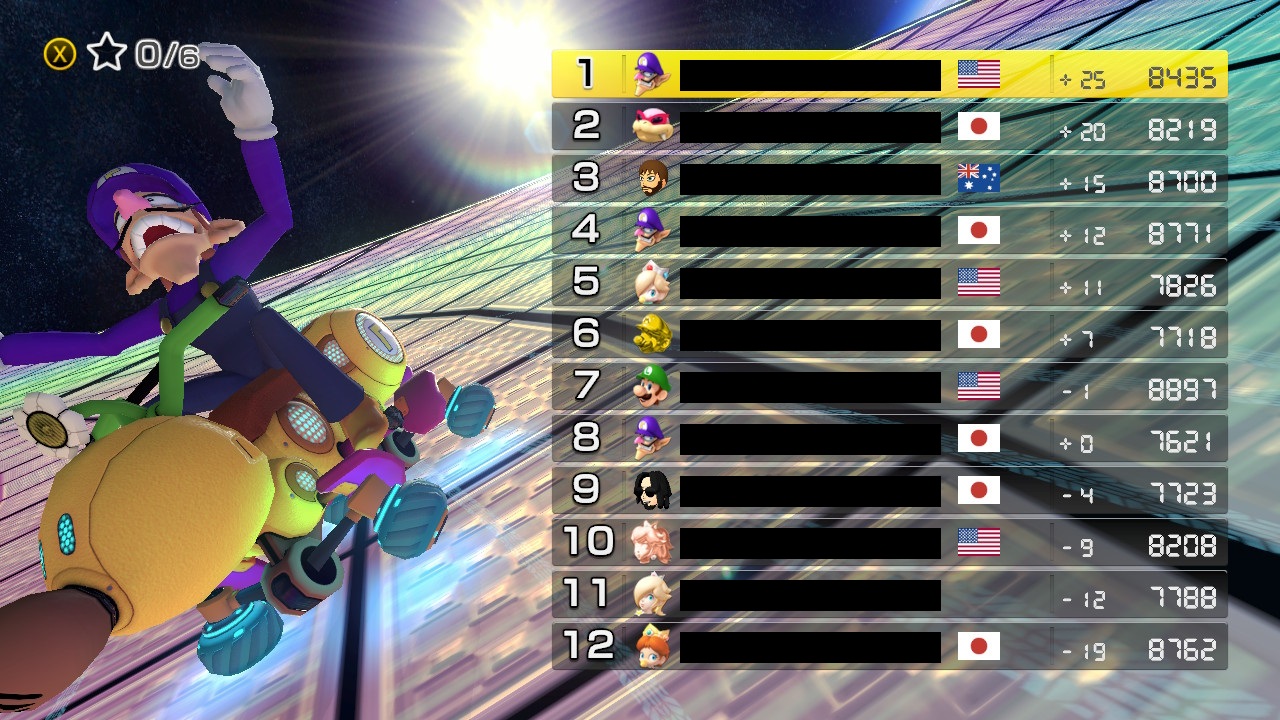 X 0/6
1 + 25 8435
2 + 20 8219
3 + 15 8700
4 + 12 8771
5 + 11 7826
6 + 7 7718
7 - 1 8897
8 + 0 7621
9 - 4 7723
10 - 9 8208
11 - 12 7788
12 - 19 8762